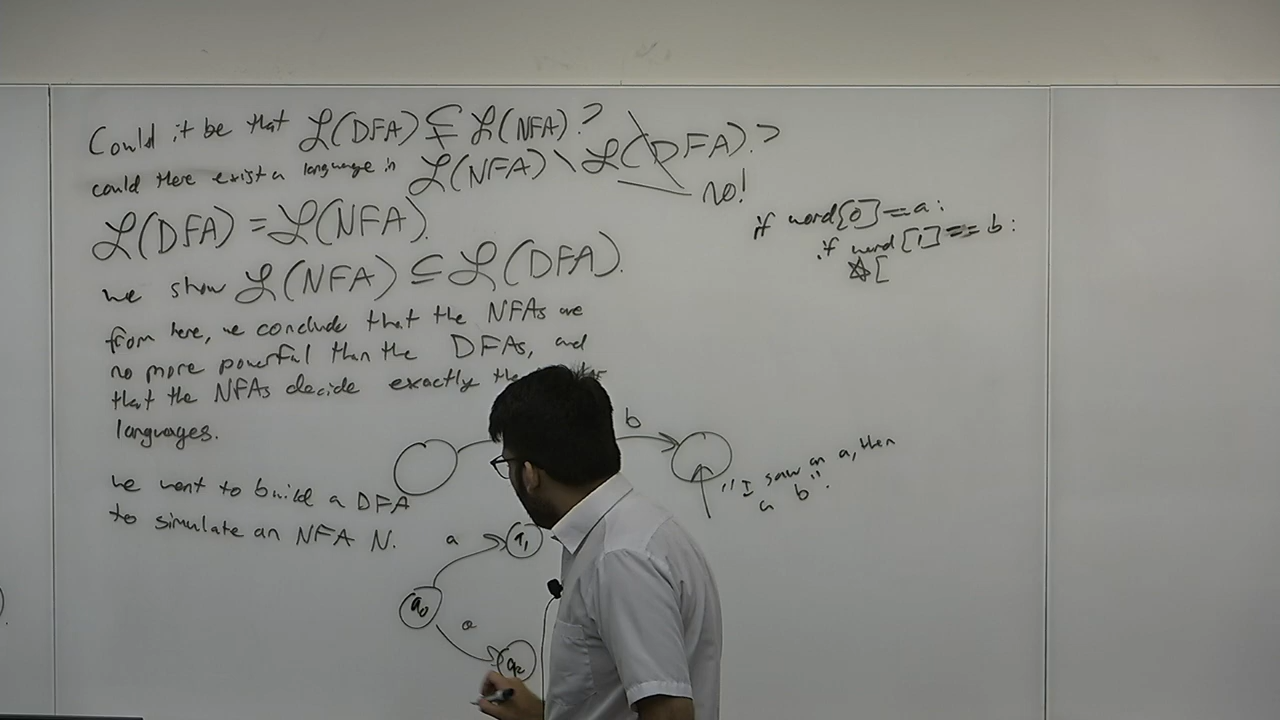 Could it be that ℒ(DFA) ⊊ ℒ(NFA)?
could there exist a language in ℒ(NFA) \ ℒ(DFA)?
no!
ℒ(DFA) = ℒ(NFA).
we show ℒ(NFA) ⊆ ℒ(DFA).
from here, we conclude that the NFAs are
no more powerful than the DFAs, and
that the NFAs decide exactly the
languages.
we want to build a DFA
to simulate an NFA N.
if word[0]==a:
if word[1]==b:
☆[
b
"I saw an a, then
a b".
a
q1
q0
a
q2